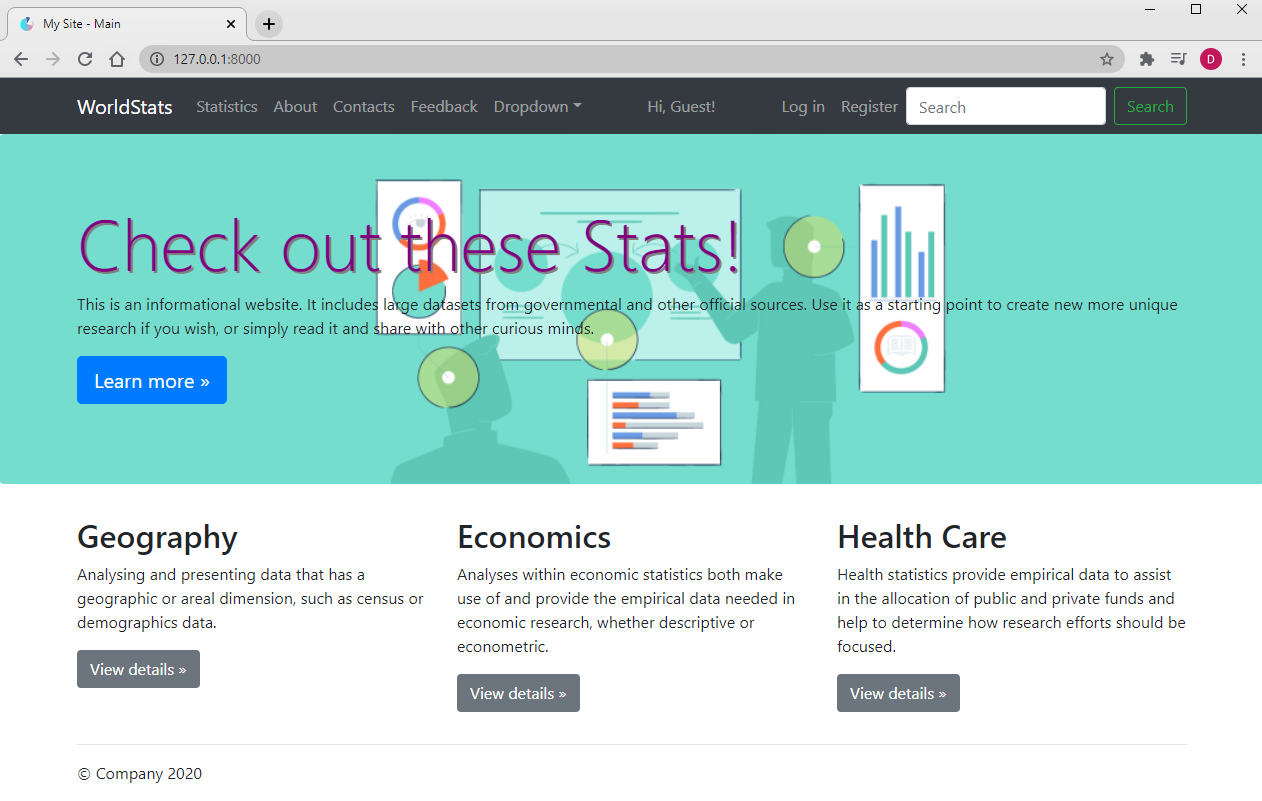 My Site - Main
127.0.0.1:8000
D
WorldStats Statistics About Contacts Feedback Dropdown Hi, Guest! Log in Register Search Search
Check out these Stats!
This is an informational website. It includes large datasets from governmental and other official sources. Use it as a starting point to create new more unique
research if you wish, or simply read it and share with other curious minds.
Learn more »
Geography
Analysing and presenting data that has a
geographic or areal dimension, such as census or
demographics data.
View details »
Economics
Analyses within economic statistics both make
use of and provide the empirical data needed in
economic research, whether descriptive or
econometric.
View details »
Health Care
Health statistics provide empirical data to assist
in the allocation of public and private funds and
help to determine how research efforts should be
focused.
View details »
© Company 2020